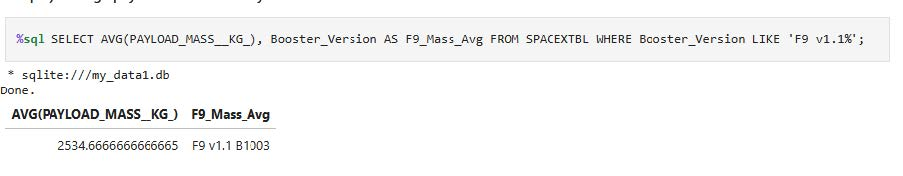 %sql SELECT AVG(PAYLOAD_MASS__KG_), Booster_Version AS F9_Mass_Avg FROM SPACEXTBL WHERE Booster_Version LIKE 'F9 v1.1%';
* sqlite:///my_data1.db
Done.
AVG(PAYLOAD_MASS__KG_) F9_Mass_Avg
2534.6666666666665 F9 v1.1 B1003